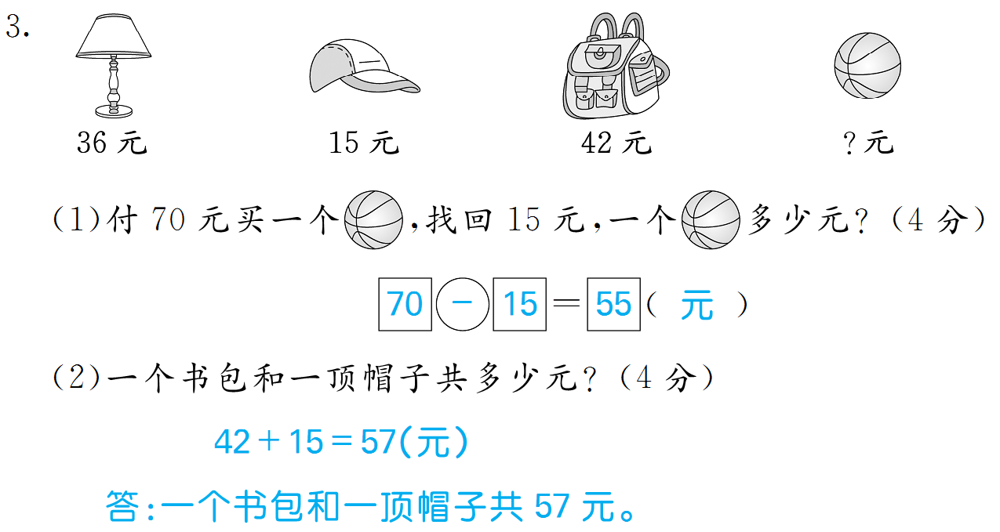 3.
36 元 15 元 42 元 ?元
(1)付 70 元买一个,找回 15 元,一个多少元?(4 分)
70 - 15 = 55 ( 元 )
(2)一个书包和一顶帽子共多少元?(4 分)
42+15=57(元)
答:一个书包和一顶帽子共 57 元。